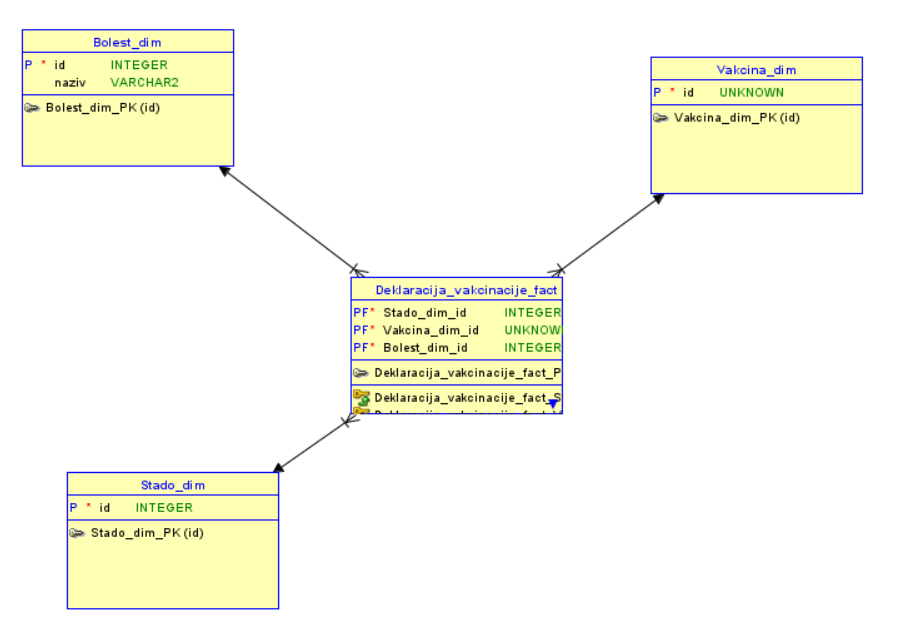 Bolest_dim
P * id INTEGER
naziv VARCHAR2
Bolest_dim_PK (id)
Vakcina_dim
P * id UNKNOWN
Vakcina_dim_PK (id)
Deklaracija_vakcinacije_fact
PF* Stado_dim_id INTEGER
PF* Vakcina_dim_id UNKNOW
PF* Bolest_dim_id INTEGER
Deklaracija_vakcinacije_fact_P
Deklaracija_vakcinacije_fact_S
Stado_dim
P * id INTEGER
Stado_dim_PK (id)